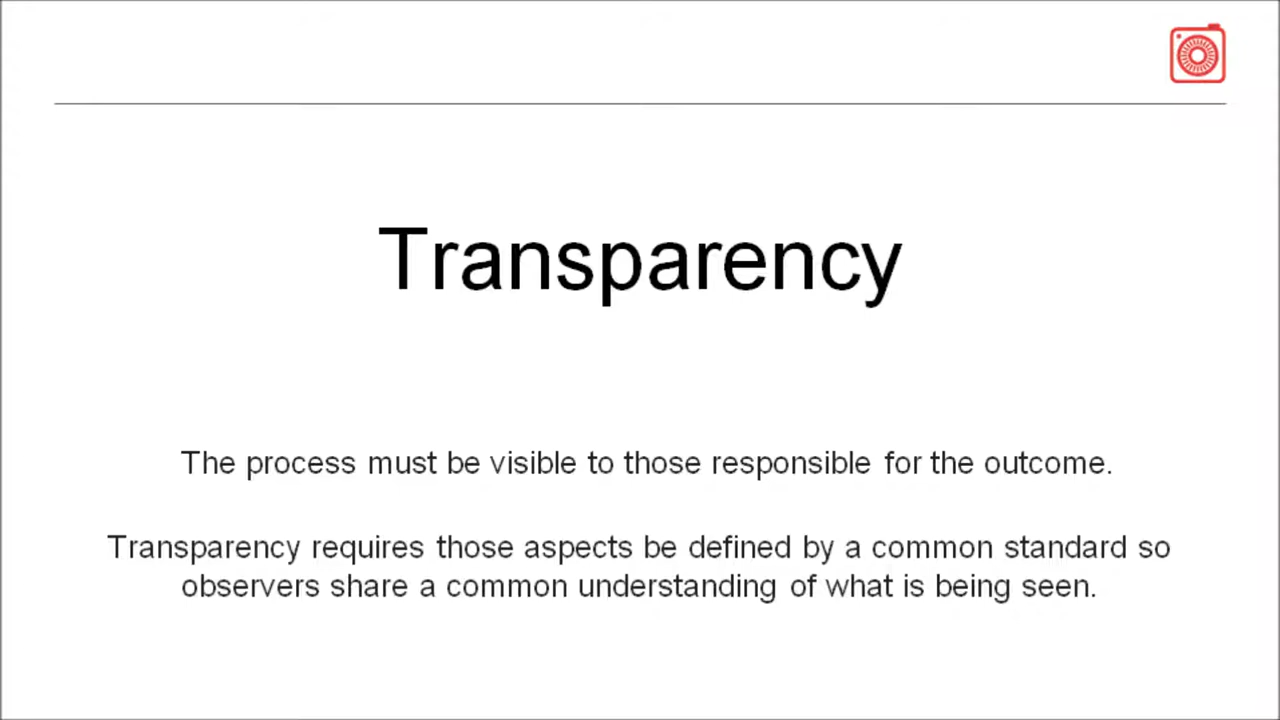 Transparency
The process must be visible to those responsible for the outcome.
Transparency requires those aspects be defined by a common standard so
observers share a common understanding of what is being seen.